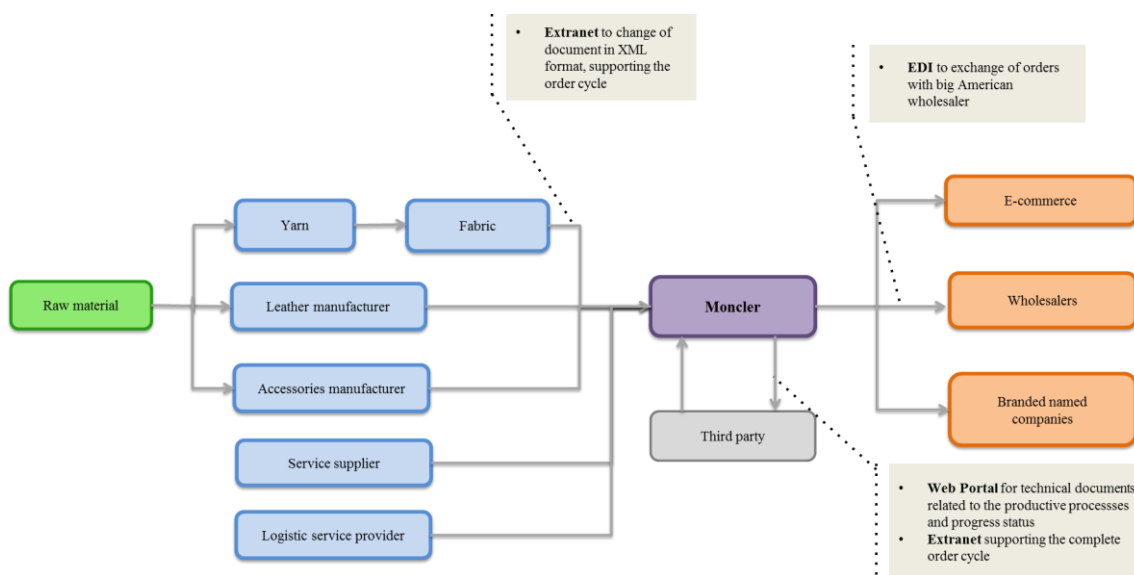 • Extranet to change of
document in XML
format, supporting the
order cycle
• EDI to exchange of orders
with big American
wholesaler
Yarn
Fabric
E-commerce
Raw material
Leather manufacturer
Moncler
Wholesalers
Accessories manufacturer
Third party
Branded named
companies
Service supplier
Logistic service provider
• Web Portal for technical documents
related to the productive processses
and progress status
• Extranet supporting the complete
order cycle